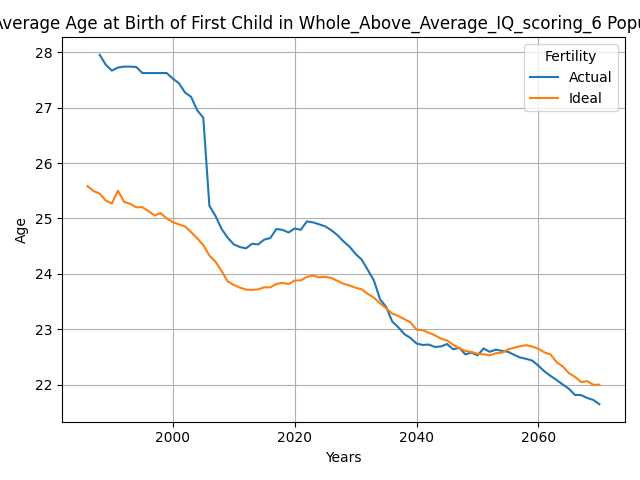 Average Age at Birth of First Child in Whole_Above_Average_IQ_scoring_6
Fertility
Actual
Ideal
28
27
26
25
24
23
22
Age
2000 2020 2040 2060
Years